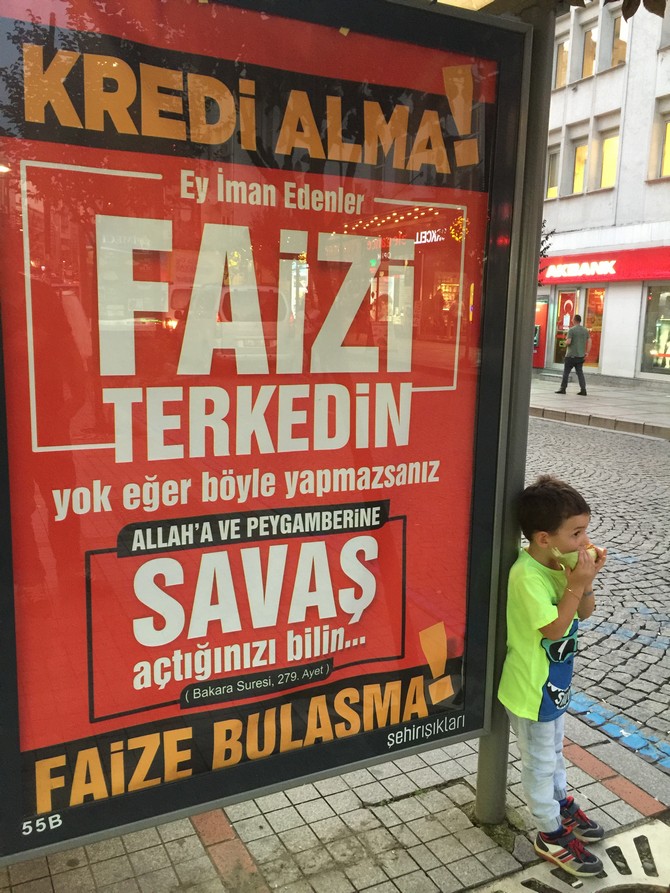 KREDİ ALMA!
Ey İman Edenler
FAİZİ
TERKEDİN
yok eğer böyle yapmazsanız
ALLAH'A VE PEYGAMBERİNE
SAVAŞ
açtığınızı bilin...
( Bakara Suresi, 279. Ayet )
FAİZE BULAŞMA!
şehirışıkları
55B
AKBANK